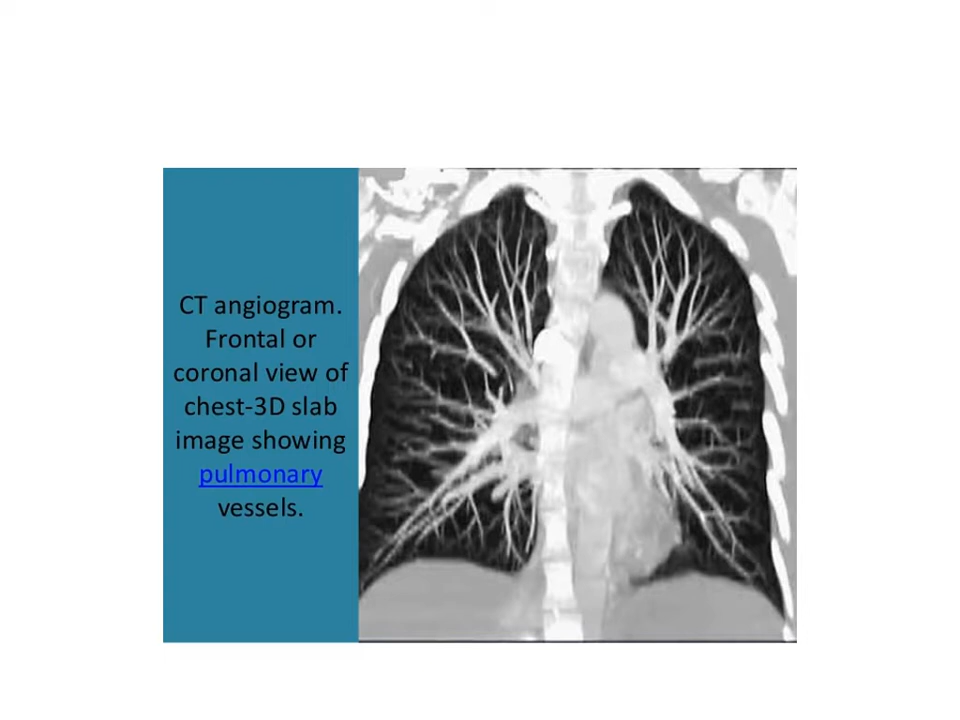 CT angiogram.
Frontal or
coronal view of
chest-3D slab
image showing
pulmonary
vessels.